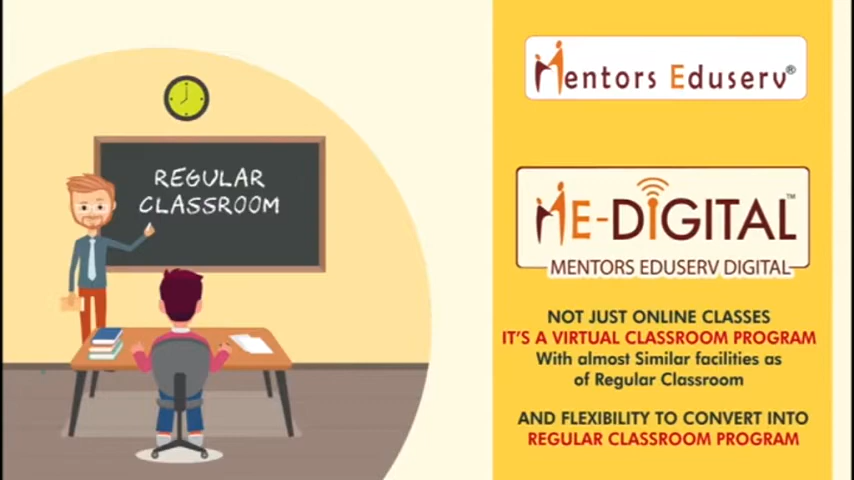 REGULAR
CLASSROOM
Mentors Eduserv®
ME-DIGITAL™
MENTORS EDUSERV DIGITAL
NOT JUST ONLINE CLASSES
IT'S A VIRTUAL CLASSROOM PROGRAM
With almost Similar facilities as
of Regular Classroom
AND FLEXIBILITY TO CONVERT INTO
REGULAR CLASSROOM PROGRAM